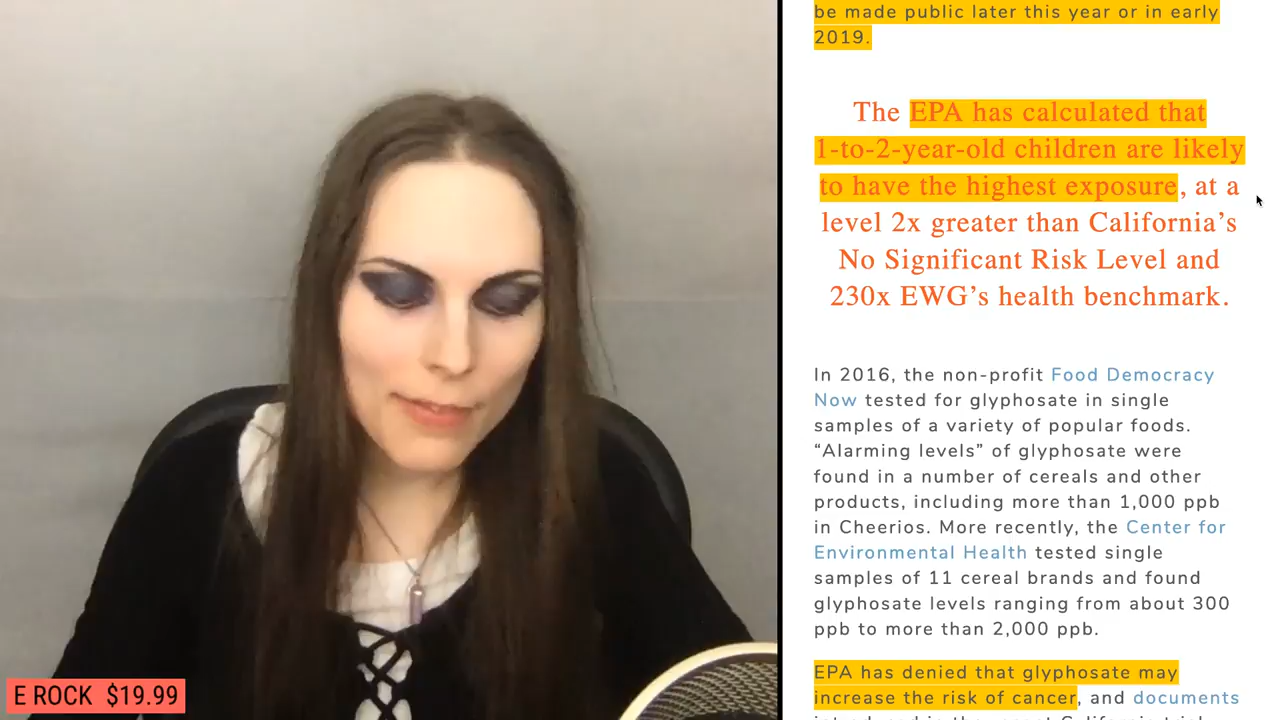 be made public later this year or in early
2019.
The EPA has calculated that
1-to-2-year-old children are likely
to have the highest exposure, at a
level 2x greater than California’s
No Significant Risk Level and
230x EWG’s health benchmark.
In 2016, the non-profit Food Democracy
Now tested for glyphosate in single
samples of a variety of popular foods.
“Alarming levels” of glyphosate were
found in a number of cereals and other
products, including more than 1,000 ppb
in Cheerios. More recently, the Center for
Environmental Health tested single
samples of 11 cereal brands and found
glyphosate levels ranging from about 300
ppb to more than 2,000 ppb.
EPA has denied that glyphosate may
increase the risk of cancer, and documents
E ROCK $19.99